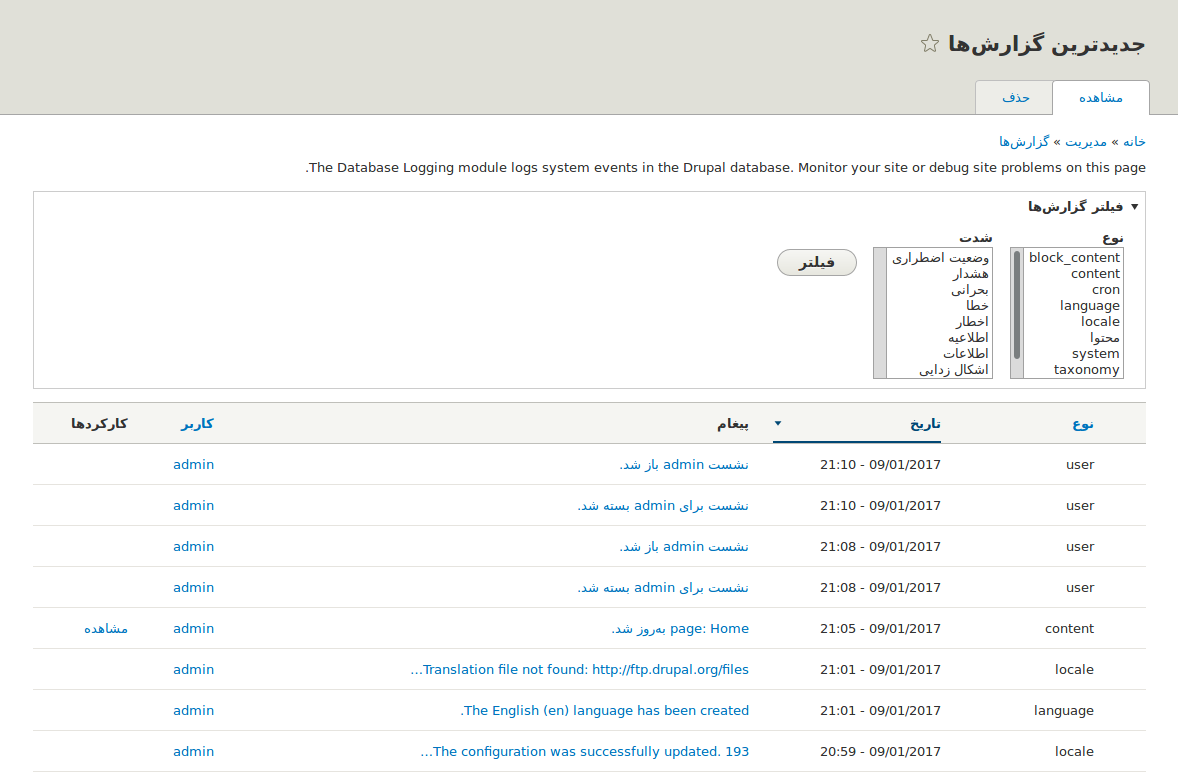 جدیدترین گزارش‌ها
مشاهده
حذف
خانه » مدیریت » گزارش‌ها
The Database Logging module logs system events in the Drupal database. Monitor your site or debug site problems on this page.
فیلتر گزارش‌ها
نوع
block_content
content
cron
language
locale
محتوا
system
taxonomy
شدت
وضعیت اضطراری
هشدار
بحرانی
خطا
اخطار
اطلاعیه
اطلاعات
اشکال زدایی
فیلتر
نوع تاریخ پیغام کاربر کارکردها
user 09/01/2017 - 21:10 نشست admin باز شد. admin
user 09/01/2017 - 21:10 نشست برای admin بسته شد. admin
user 09/01/2017 - 21:08 نشست admin باز شد. admin
user 09/01/2017 - 21:08 نشست برای admin بسته شد. admin
content 09/01/2017 - 21:05 page: Home به‌روز شد. admin مشاهده
locale 09/01/2017 - 21:01 Translation file not found: http://ftp.drupal.org/files… admin
language 09/01/2017 - 21:01 The English (en) language has been created. admin
locale 09/01/2017 - 20:59 The configuration was successfully updated. 193… admin